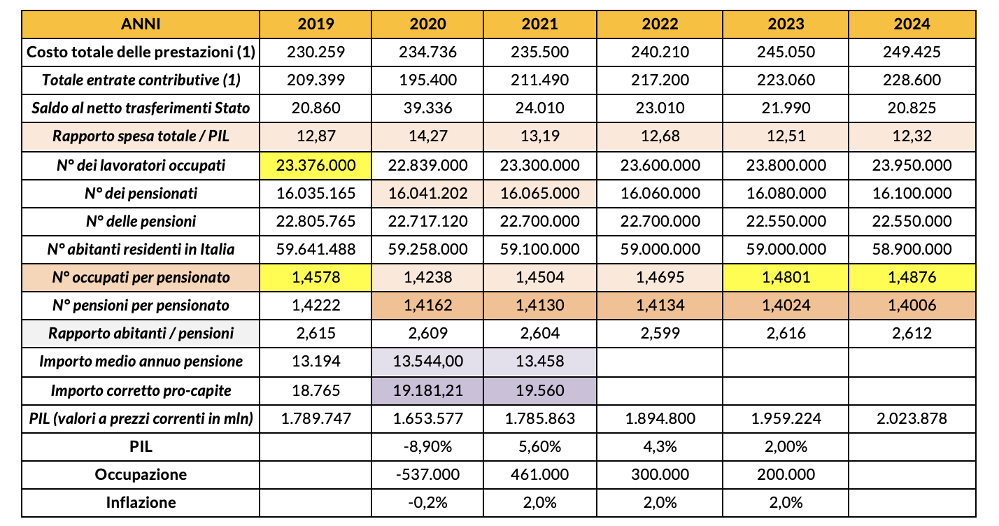 ANNI 2019 2020 2021 2022 2023 2024
Costo totale delle prestazioni (1) 230.259 234.736 235.500 240.210 245.050 249.425
Totale entrate contributive (1) 209.399 195.400 211.490 217.200 223.060 228.600
Saldo al netto trasferimenti Stato 20.860 39.336 24.010 23.010 21.990 20.825
Rapporto spesa totale / PIL 12,87 14,27 13,19 12,68 12,51 12,32
N° dei lavoratori occupati 23.376.000 22.839.000 23.300.000 23.600.000 23.800.000 23.950.000
N° dei pensionati 16.035.165 16.041.202 16.065.000 16.060.000 16.080.000 16.100.000
N° delle pensioni 22.805.765 22.717.120 22.700.000 22.700.000 22.550.000 22.550.000
N° abitanti residenti in Italia 59.641.488 59.258.000 59.100.000 59.000.000 59.000.000 58.900.000
N° occupati per pensionato 1,4578 1,4238 1,4504 1,4695 1,4801 1,4876
N° pensioni per pensionato 1,4222 1,4162 1,4130 1,4134 1,4024 1,4006
Rapporto abitanti / pensioni 2,615 2,609 2,604 2,599 2,616 2,612
Importo medio annuo pensione 13.194 13.544,00 13.458
Importo corretto pro-capite 18.765 19.181,21 19.560
PIL (valori a prezzi correnti in mln) 1.789.747 1.653.577 1.785.863 1.894.800 1.959.224 2.023.878
PIL -8,90% 5,60% 4,3% 2,00%
Occupazione -537.000 461.000 300.000 200.000
Inflazione -0,2% 2,0% 2,0% 2,0%